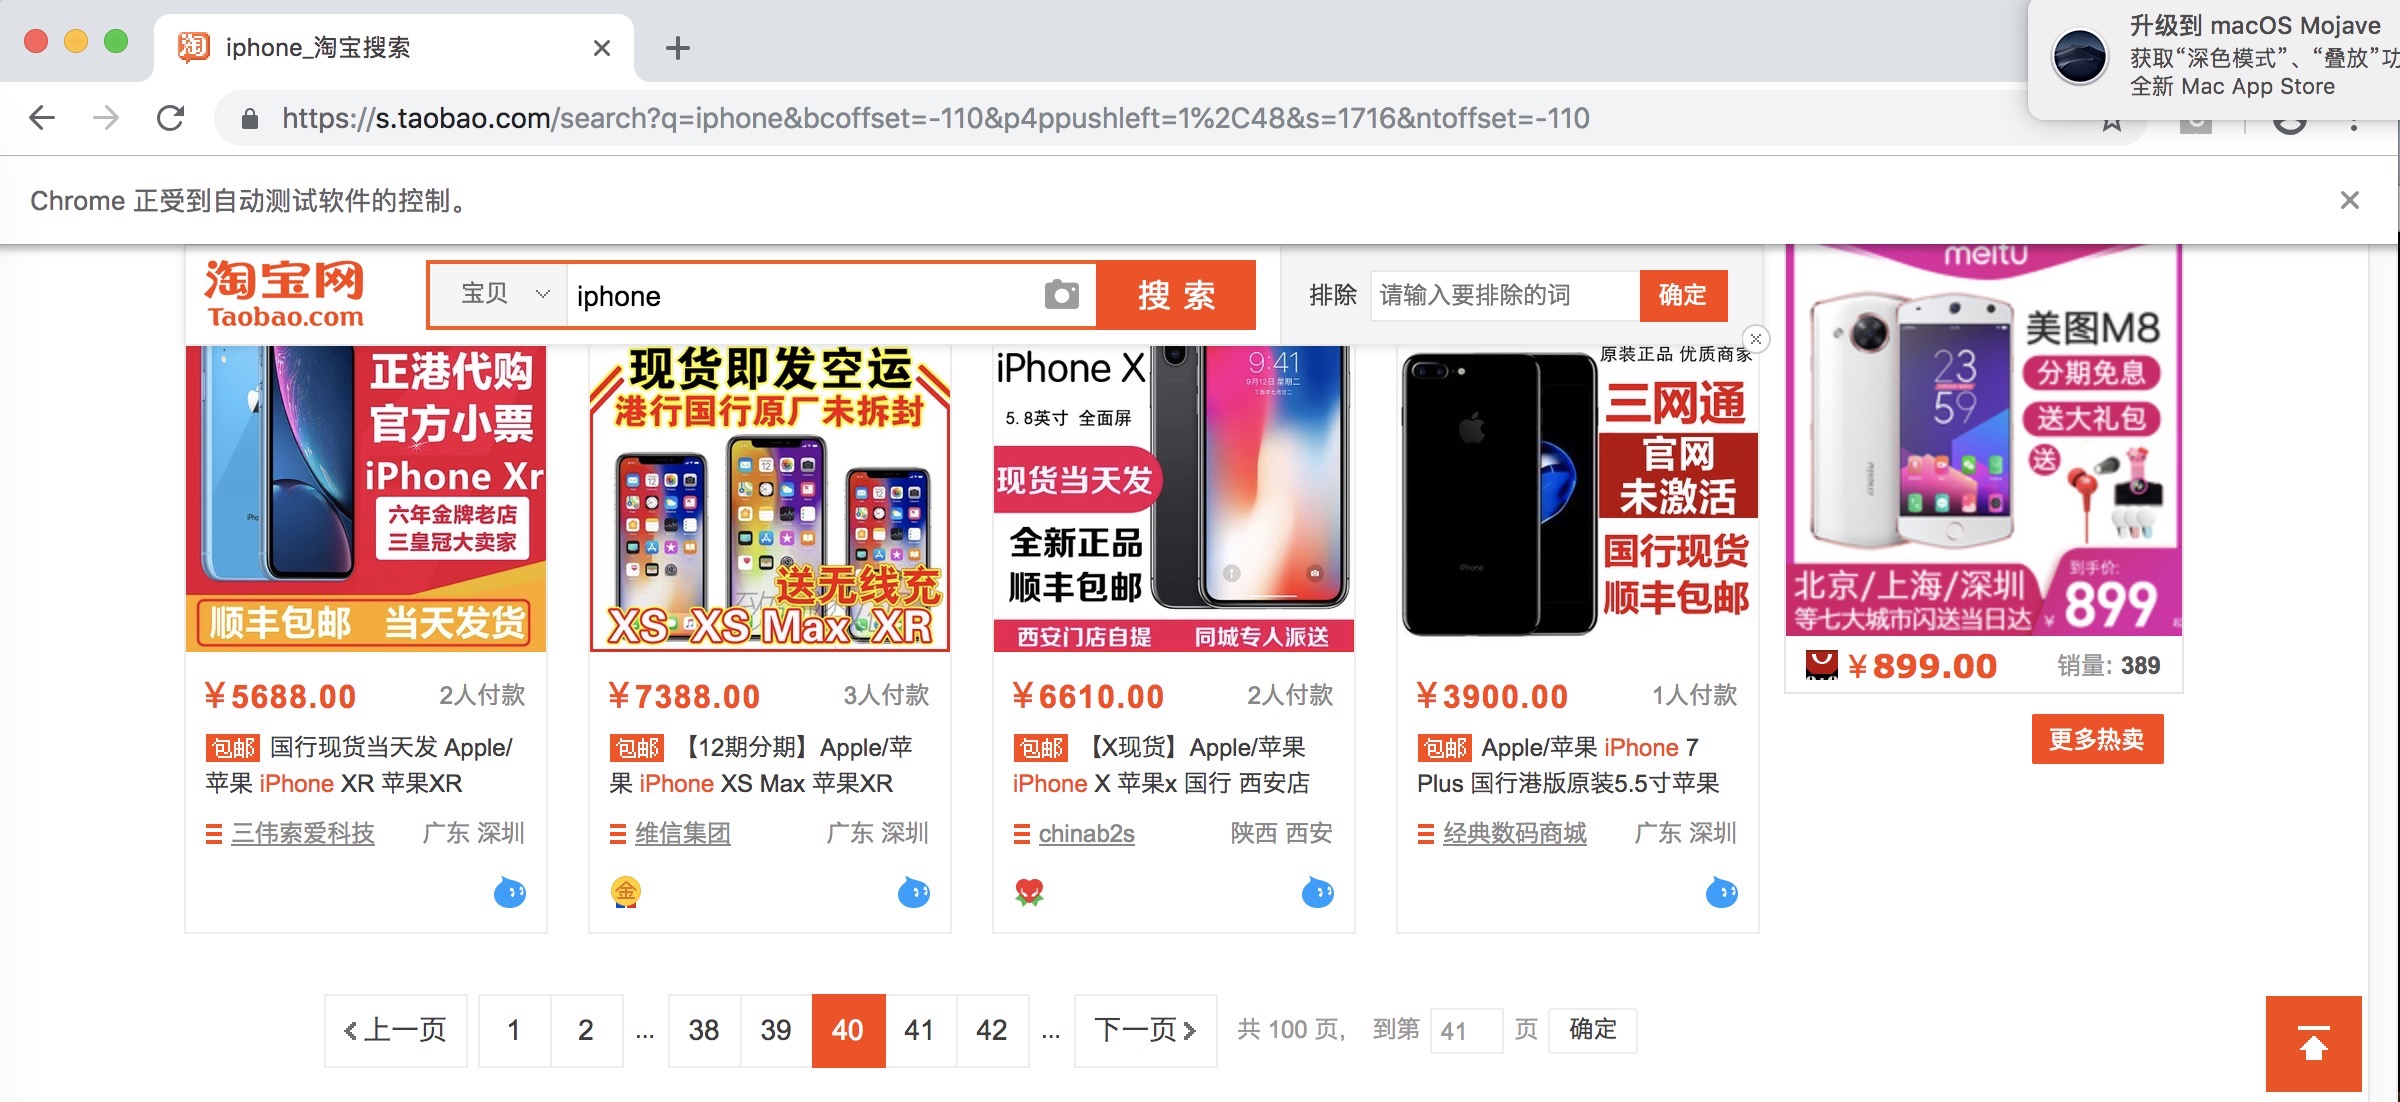 iphone_淘宝搜索
升级到 macOS Mojave
获取“深色模式”、“叠放”功
全新 Mac App Store
https://s.taobao.com/search?q=iphone&bcoffset=-110&p4ppushleft=1%2C48&s=1716&ntoffset=-110
Chrome 正受到自动测试软件的控制。
淘宝网
Taobao.com
宝贝
iphone
搜 索
排除
请输入要排除的词
确定
正港代购
官方小票
iPhone Xr
六年金牌老店
三皇冠大卖家
顺丰包邮 当天发货
现货即发空运
港行国行原厂未拆封
送无线充
XS XS Max XR
iPhone X
5.8英寸 全面屏
9:41
9月12日 星期二
现货当天发
全新正品
顺丰包邮
西安门店自提 同城专人派送
原装正品 优质商家
三网通
官网
未激活
国行现货
顺丰包邮
iPhone
meitu
美图M8
23
59
分期免息
送大礼包
送
北京/上海/深圳
等七大城市闪送当日达
到手价:
¥ 899 起
¥5688.00 2人付款
包邮 国行现货当天发 Apple/
苹果 iPhone XR 苹果XR
三伟索爱科技 广东 深圳
¥7388.00 3人付款
包邮 【12期分期】Apple/苹
果 iPhone XS Max 苹果XR
维信集团 广东 深圳
金
¥6610.00 2人付款
包邮 【X现货】Apple/苹果
iPhone X 苹果x 国行 西安店
chinab2s 陕西 西安
¥3900.00 1人付款
包邮 Apple/苹果 iPhone 7
Plus 国行港版原装5.5寸苹果
经典数码商城 广东 深圳
¥899.00 销量: 389
更多热卖
上一页 1 2 ... 38 39 40 41 42 ... 下一页 共 100 页, 到第 41 页 确定